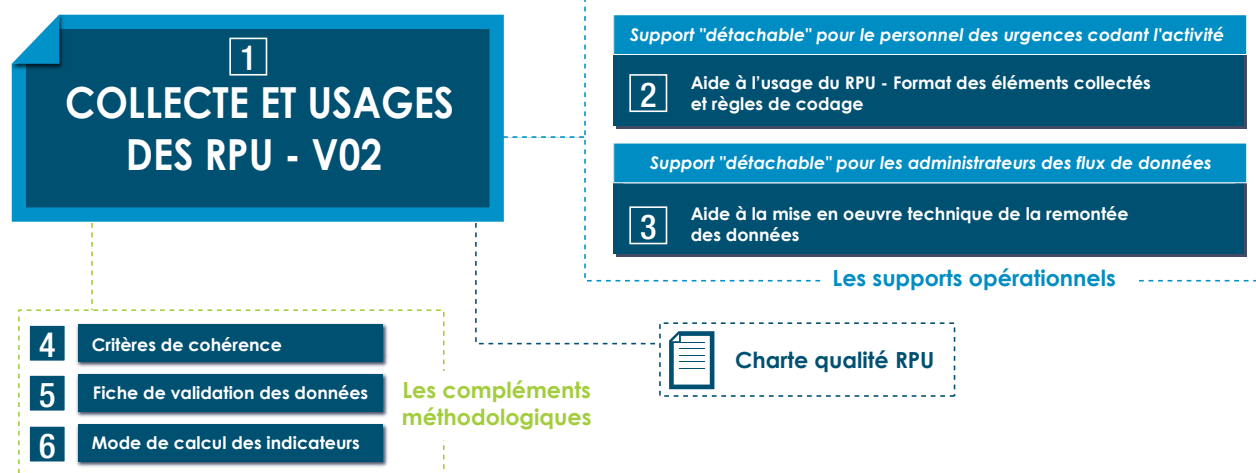 1
COLLECTE ET USAGES
DES RPU - V02
Support "détachable" pour le personnel des urgences codant l'activité
2
Aide à l'usage du RPU - Format des éléments collectés
et règles de codage
Support "détachable" pour les administrateurs des flux de données
3
Aide à la mise en oeuvre technique de la remontée
des données
Les supports opérationnels
4
Critères de cohérence
5
Fiche de validation des données
6
Mode de calcul des indicateurs
Les compléments
méthodologiques
Charte qualité RPU